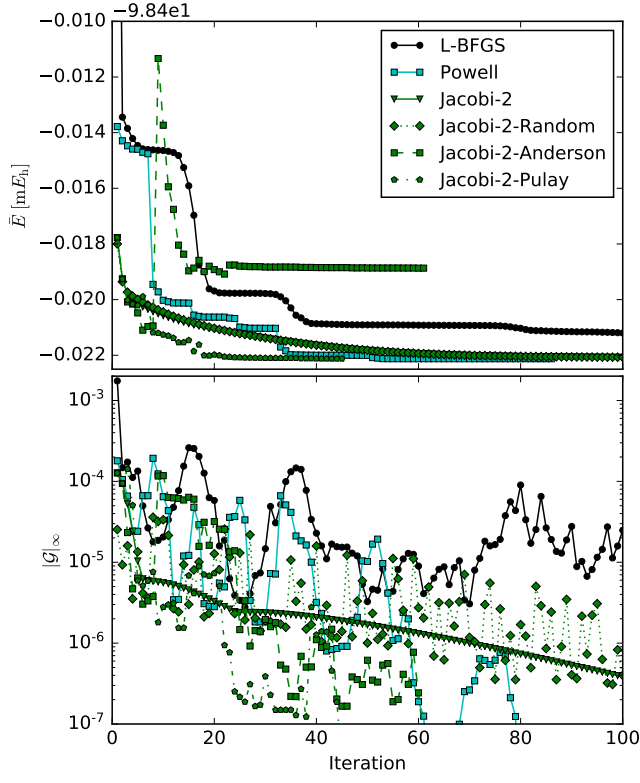 −9.84e1
−0.010
−0.012
−0.014
−0.016
−0.018
−0.020
−0.022
Ē [mE_h]
L-BFGS
Powell
Jacobi-2
Jacobi-2-Random
Jacobi-2-Anderson
Jacobi-2-Pulay
10⁻³
10⁻⁴
10⁻⁵
10⁻⁶
10⁻⁷
|𝒢|∞
0 20 40 60 80 100
Iteration